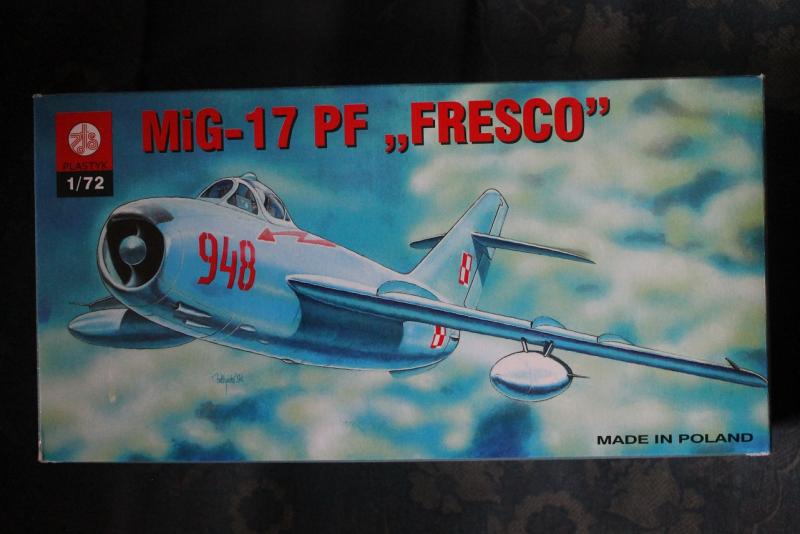 MiG-17 PF „FRESCO”
PLASTYK
1/72
948
MADE IN POLAND